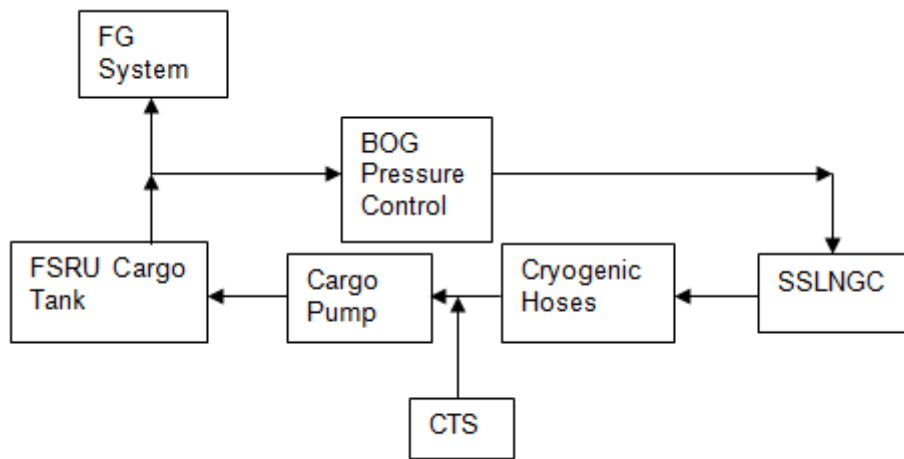 FG
System
BOG
Pressure
Control
FSRU Cargo
Tank
Cargo
Pump
Cryogenic
Hoses
SSLNGC
CTS